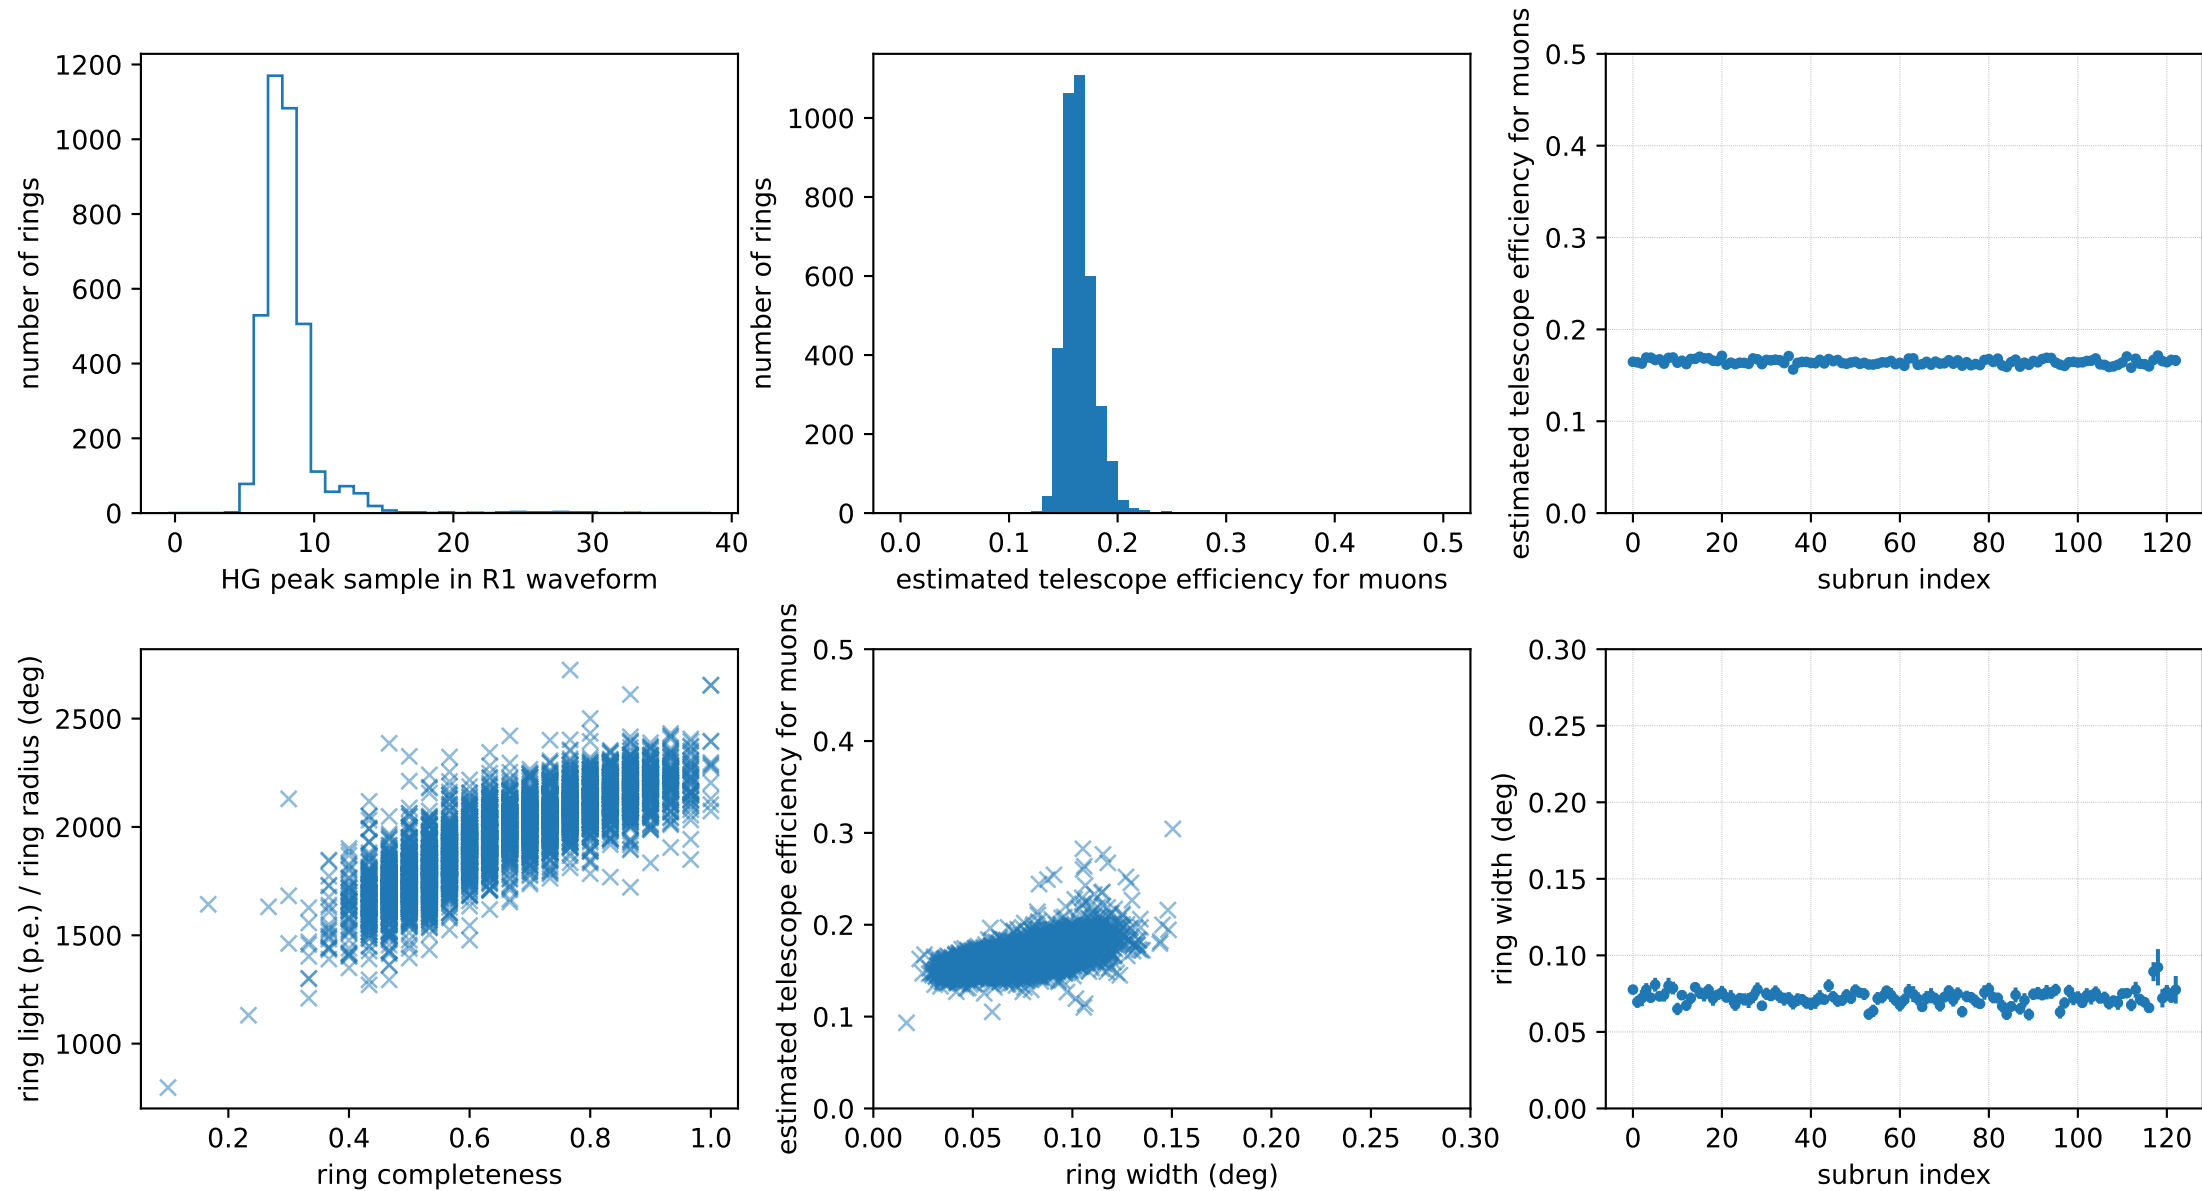 number of rings
1200
1000
800
600
400
200
0
0 10 20 30 40
HG peak sample in R1 waveform
number of rings
1000
800
600
400
200
0
0.0 0.1 0.2 0.3 0.4 0.5
estimated telescope efficiency for muons
estimated telescope efficiency for muons
0.5
0.4
0.3
0.2
0.1
0.0
0 20 40 60 80 100 120
subrun index
ring light (p.e.) / ring radius (deg)
2500
2000
1500
1000
0.2 0.4 0.6 0.8 1.0
ring completeness
estimated telescope efficiency for muons
0.5
0.4
0.3
0.2
0.1
0.0
0.00 0.05 0.10 0.15 0.20 0.25 0.30
ring width (deg)
ring width (deg)
0.30
0.25
0.20
0.15
0.10
0.05
0.00
0 20 40 60 80 100 120
subrun index